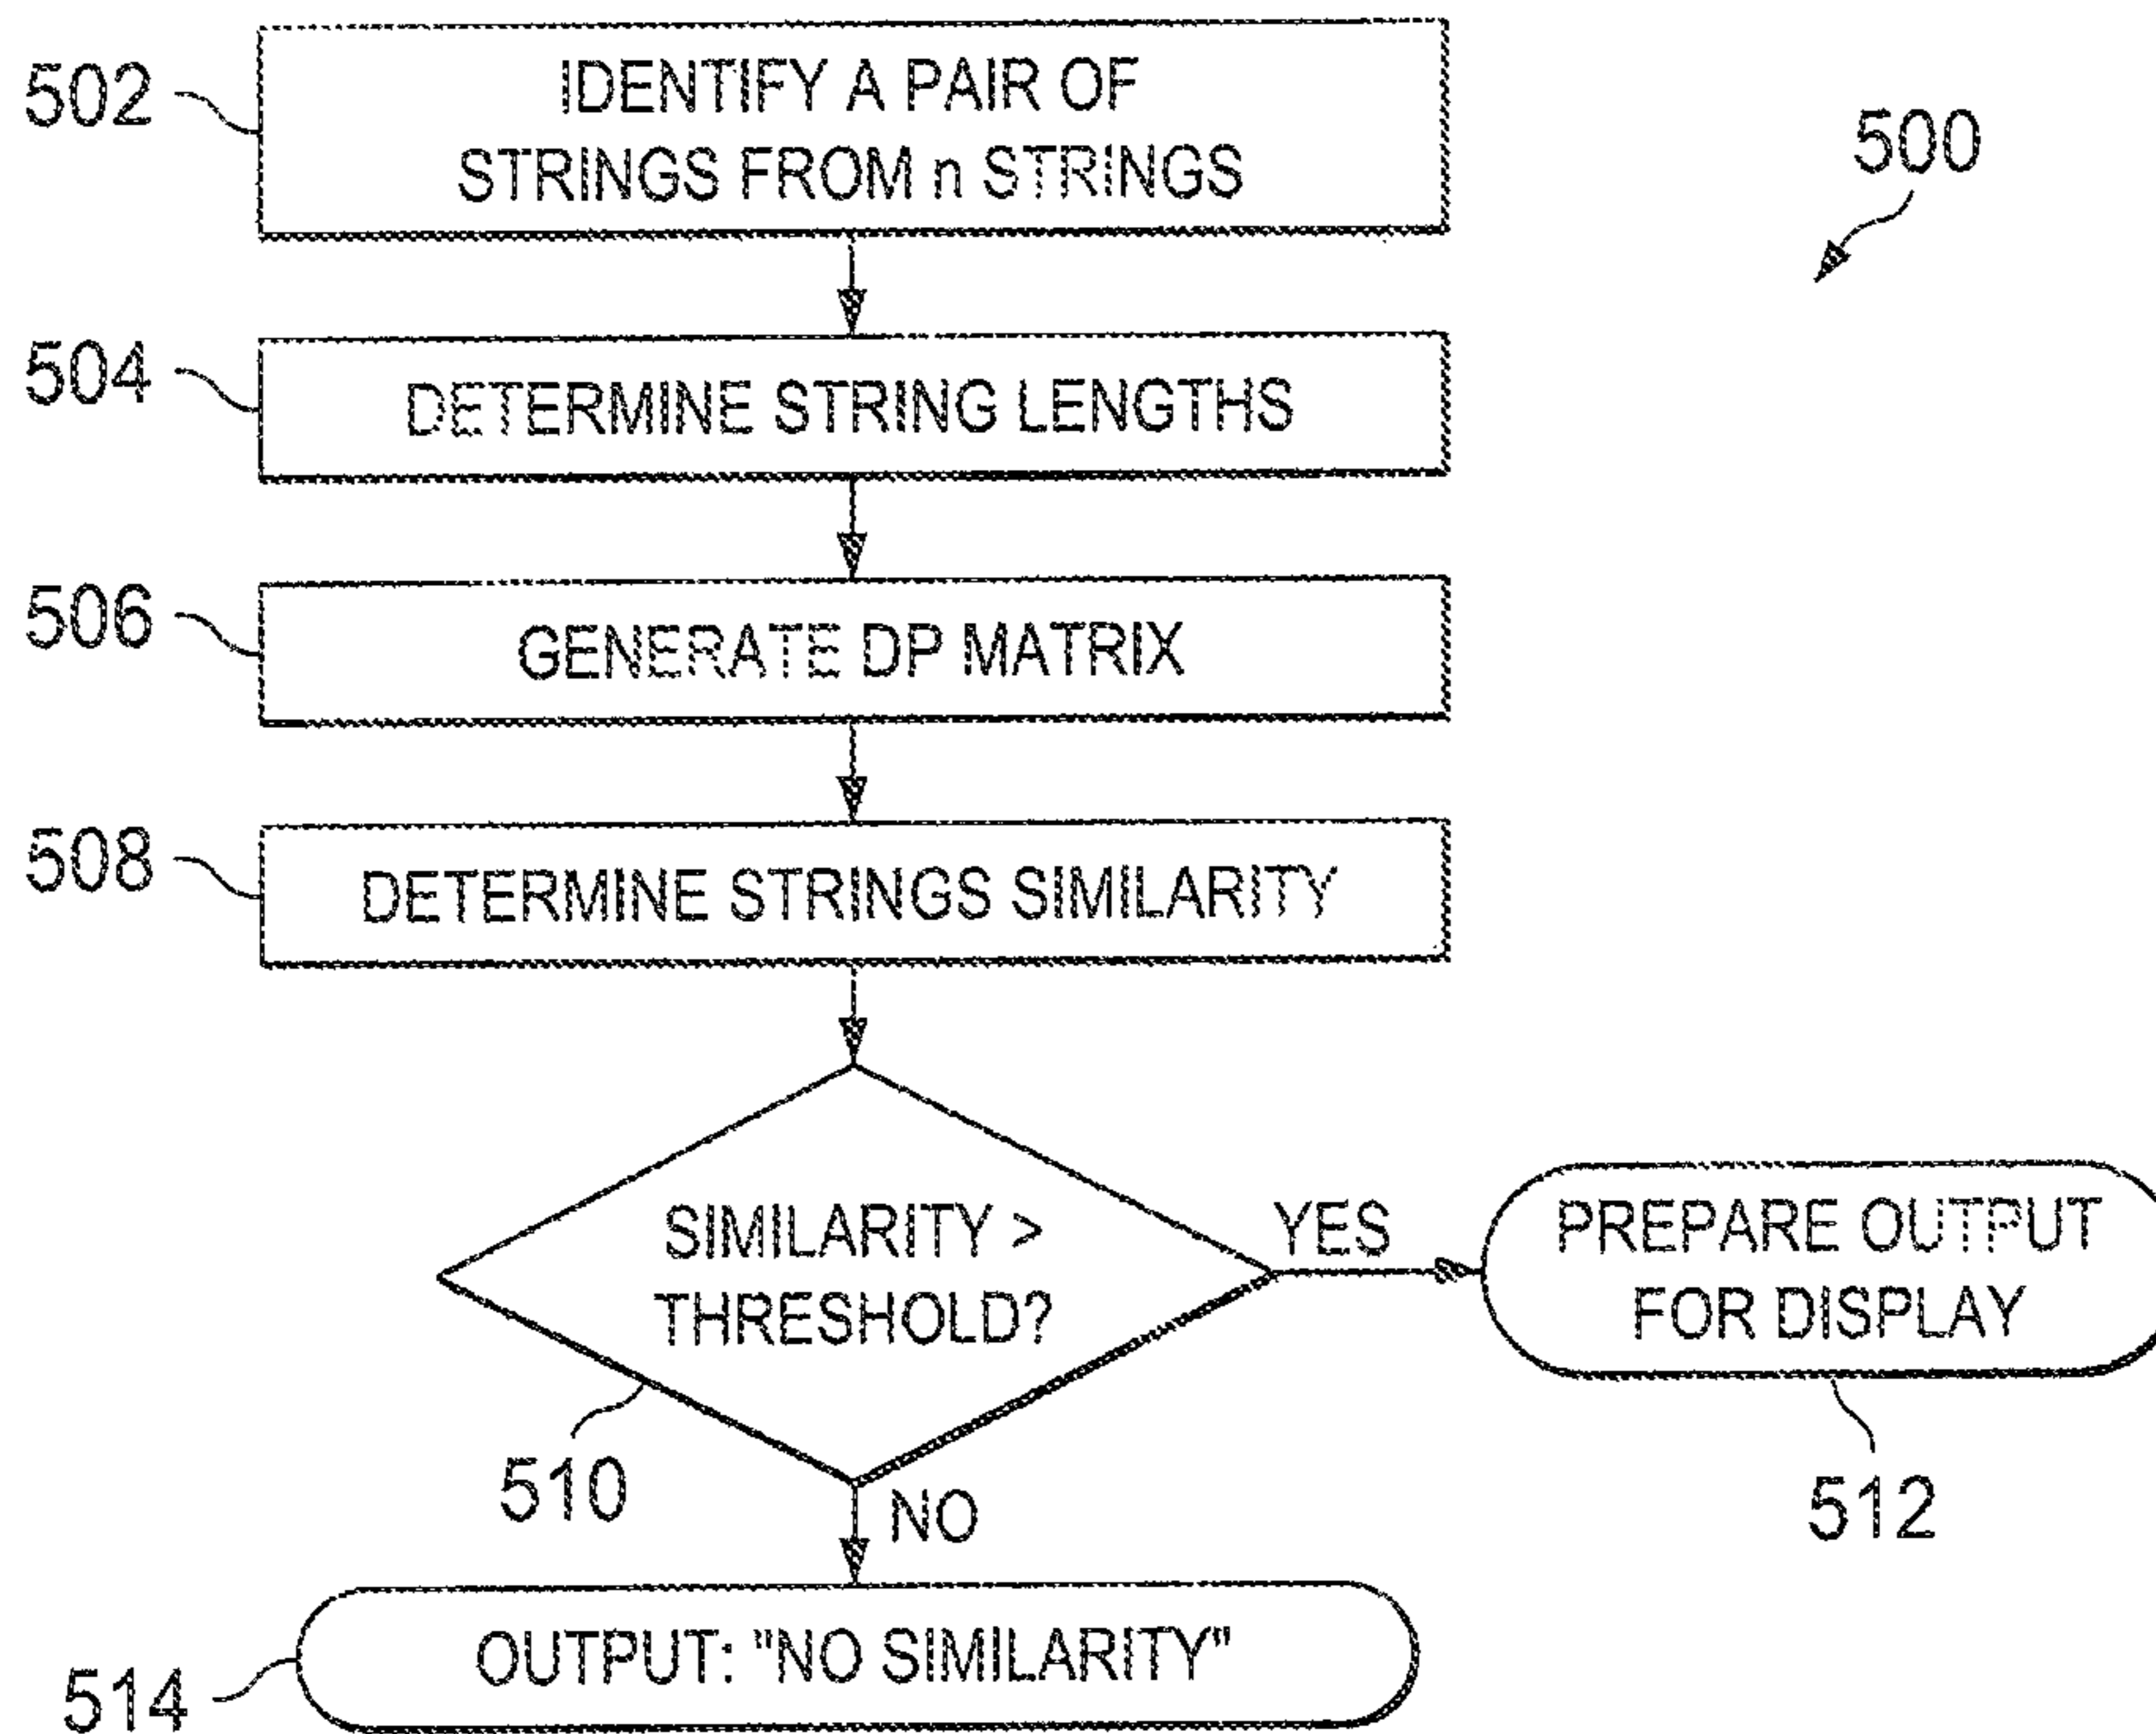 502
IDENTIFY A PAIR OF
STRINGS FROM n STRINGS
500
504
DETERMINE STRING LENGTHS
506
GENERATE DP MATRIX
508
DETERMINE STRINGS SIMILARITY
SIMILARITY >
THRESHOLD?
YES
PREPARE OUTPUT
FOR DISPLAY
510
NO
512
OUTPUT: "NO SIMILARITY"
514